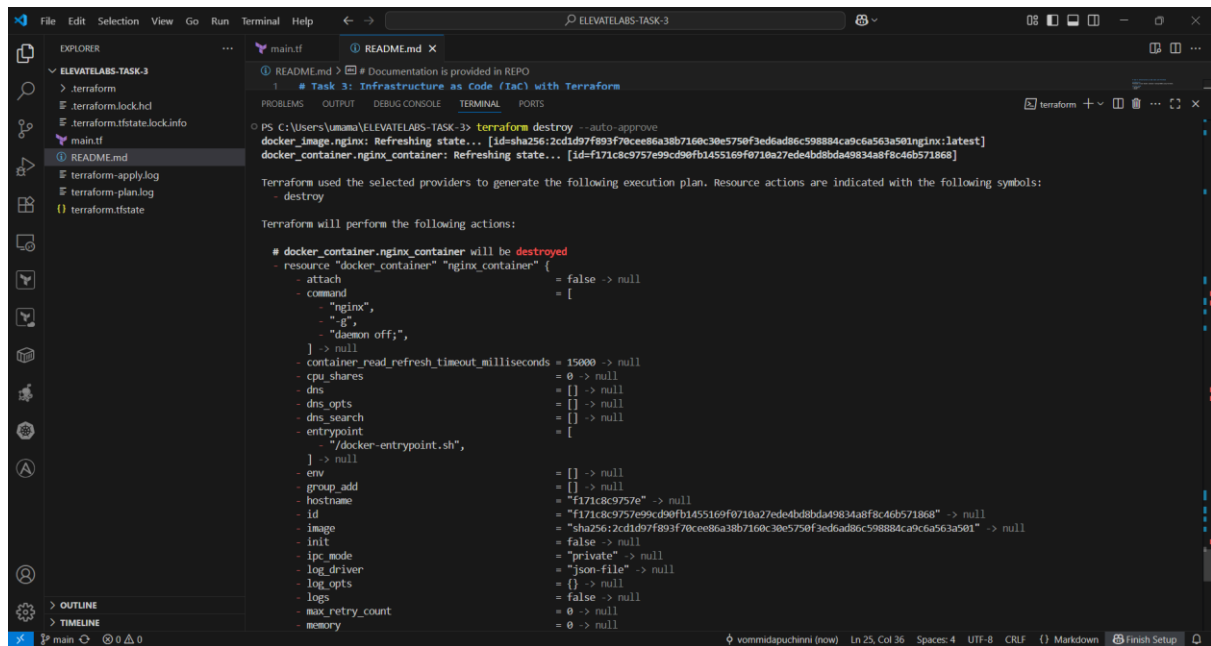 File Edit Selection View Go Run Terminal Help
ELEVATELABS-TASK-3
EXPLORER
ELEVATELABS-TASK-3
.terraform
.terraform.lock.hcl
.terraform.tfstate.lock.info
main.tf
README.md
terraform-apply.log
terraform-plan.log
terraform.tfstate
OUTLINE
TIMELINE
main.tf
README.md
README.md > # Documentation is provided in REPO
1 # Task 3: Infrastructure as Code (IaC) with Terraform
PROBLEMS OUTPUT DEBUG CONSOLE TERMINAL PORTS
terraform
PS C:\Users\umama\ELEVATELABS-TASK-3> terraform destroy --auto-approve
docker_image.nginx: Refreshing state... [id=sha256:2cd1d97f893f70cee86a38b7160c30e5750f3ed6ad86c598884ca9c6a563a501nginx:latest]
docker_container.nginx_container: Refreshing state... [id=f171c8c9757e99cd90fb1455169f0710a27ede4bd8bda49834a8f8c46b571868]
Terraform used the selected providers to generate the following execution plan. Resource actions are indicated with the following symbols:
- destroy
Terraform will perform the following actions:
# docker_container.nginx_container will be destroyed
- resource "docker_container" "nginx_container" {
- attach = false -> null
- command = [
- "nginx",
- "-g",
- "daemon off;",
] -> null
- container_read_refresh_timeout_milliseconds = 15000 -> null
- cpu_shares = 0 -> null
- dns = [] -> null
- dns_opts = [] -> null
- dns_search = [] -> null
- entrypoint = [
- "/docker-entrypoint.sh",
] -> null
- env = [] -> null
- group_add = [] -> null
- hostname = "f171c8c9757e" -> null
- id = "f171c8c9757e99cd90fb1455169f0710a27ede4bd8bda49834a8f8c46b571868" -> null
- image = "sha256:2cd1d97f893f70cee86a38b7160c30e5750f3ed6ad86c598884ca9c6a563a501" -> null
- init = false -> null
- ipc_mode = "private" -> null
- log_driver = "json-file" -> null
- log_opts = {} -> null
- logs = false -> null
- max_retry_count = 0 -> null
- memory = 0 -> null
main 0 0 vommidapuchinni (now) Ln 25, Col 36 Spaces: 4 UTF-8 CRLF {} Markdown Finish Setup